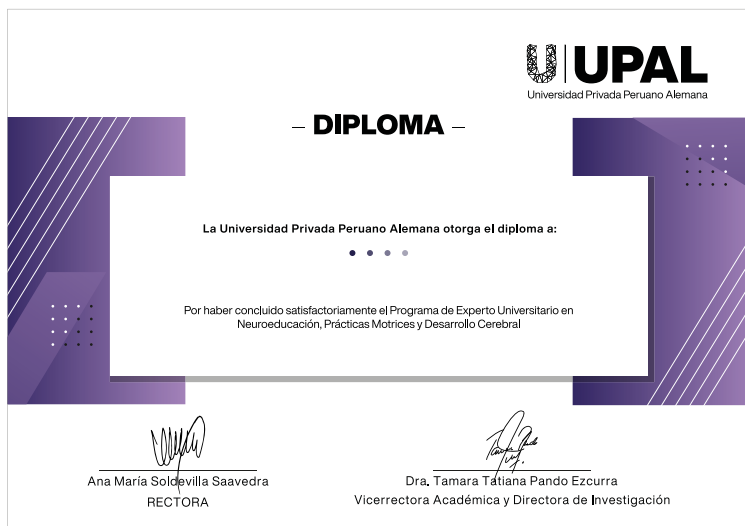 UPAL
Universidad Privada Peruano Alemana
– DIPLOMA –
La Universidad Privada Peruano Alemana otorga el diploma a:
Por haber concluido satisfactoriamente el Programa de Experto Universitario en
Neuroeducación, Prácticas Motrices y Desarrollo Cerebral
Ana María Soldevilla Saavedra
RECTORA
Dra. Tamara Tatiana Pando Ezcurra
Vicerrectora Académica y Directora de Investigación